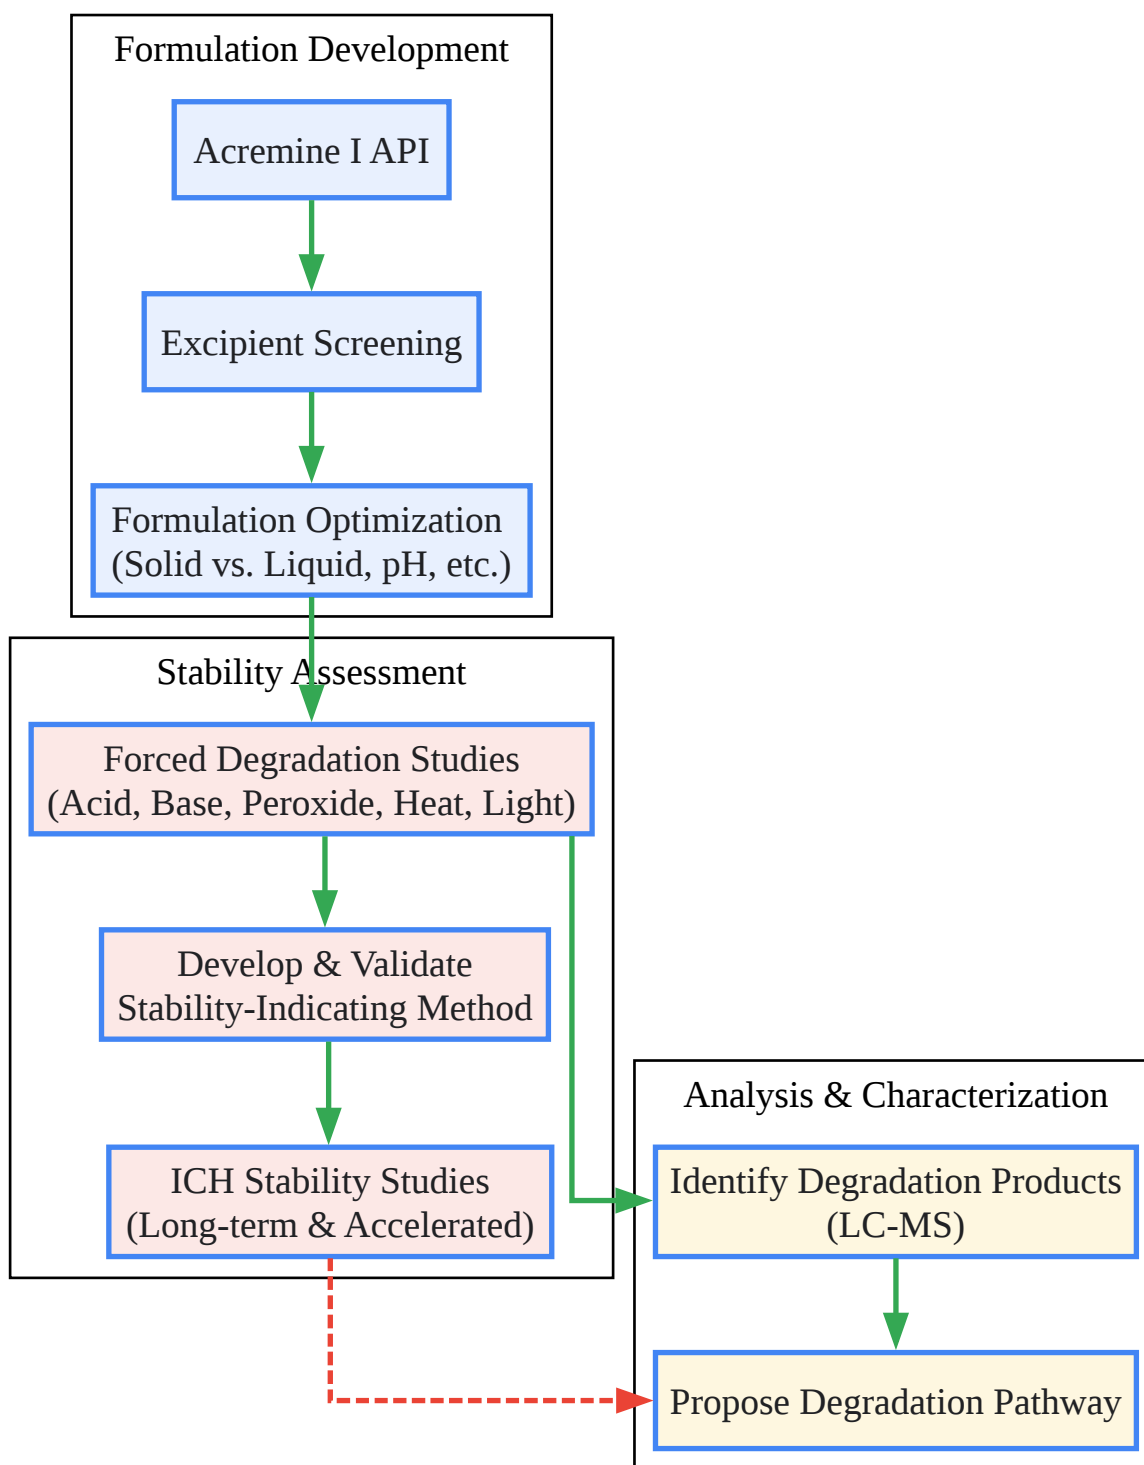 Formulation Development
Acremine I API
Excipient Screening
Formulation Optimization
(Solid vs. Liquid, pH, etc.)
Stability Assessment
Forced Degradation Studies
(Acid, Base, Peroxide, Heat, Light)
Develop & Validate
Stability-Indicating Method
ICH Stability Studies
(Long-term & Accelerated)
Analysis & Characterization
Identify Degradation Products
(LC-MS)
Propose Degradation Pathway